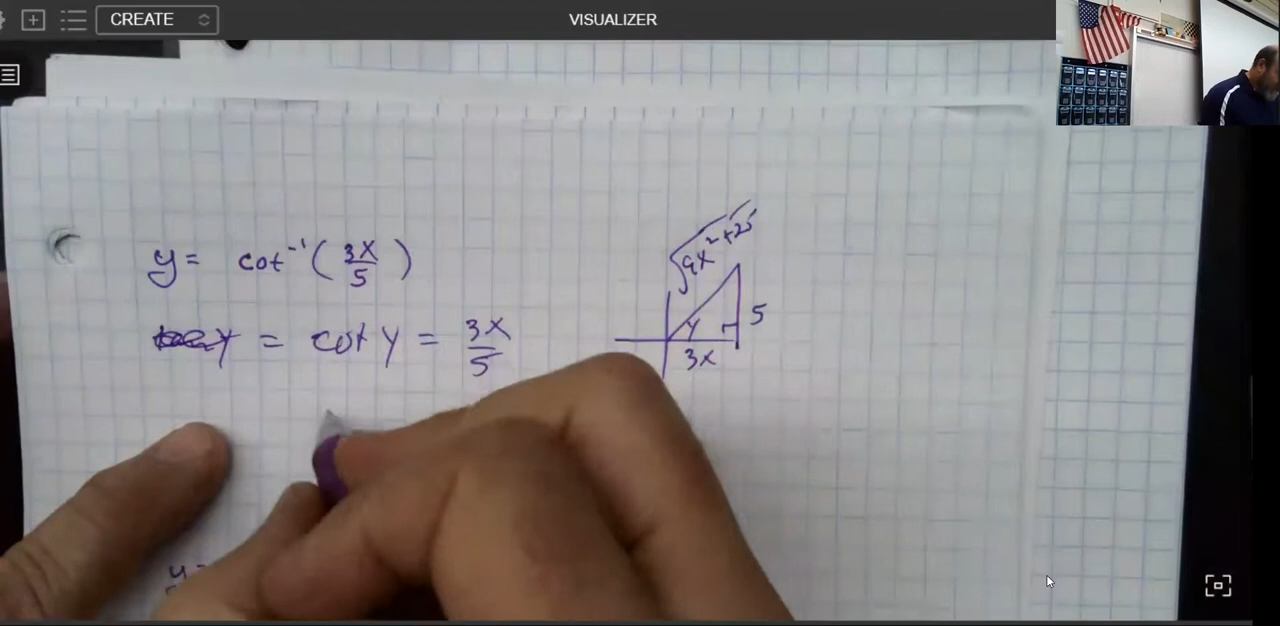 CREATE
VISUALIZER
y = cot⁻¹ ( 3x/5 )
= cot y = 3x/5
√9x²+25
5
y
3x
y =